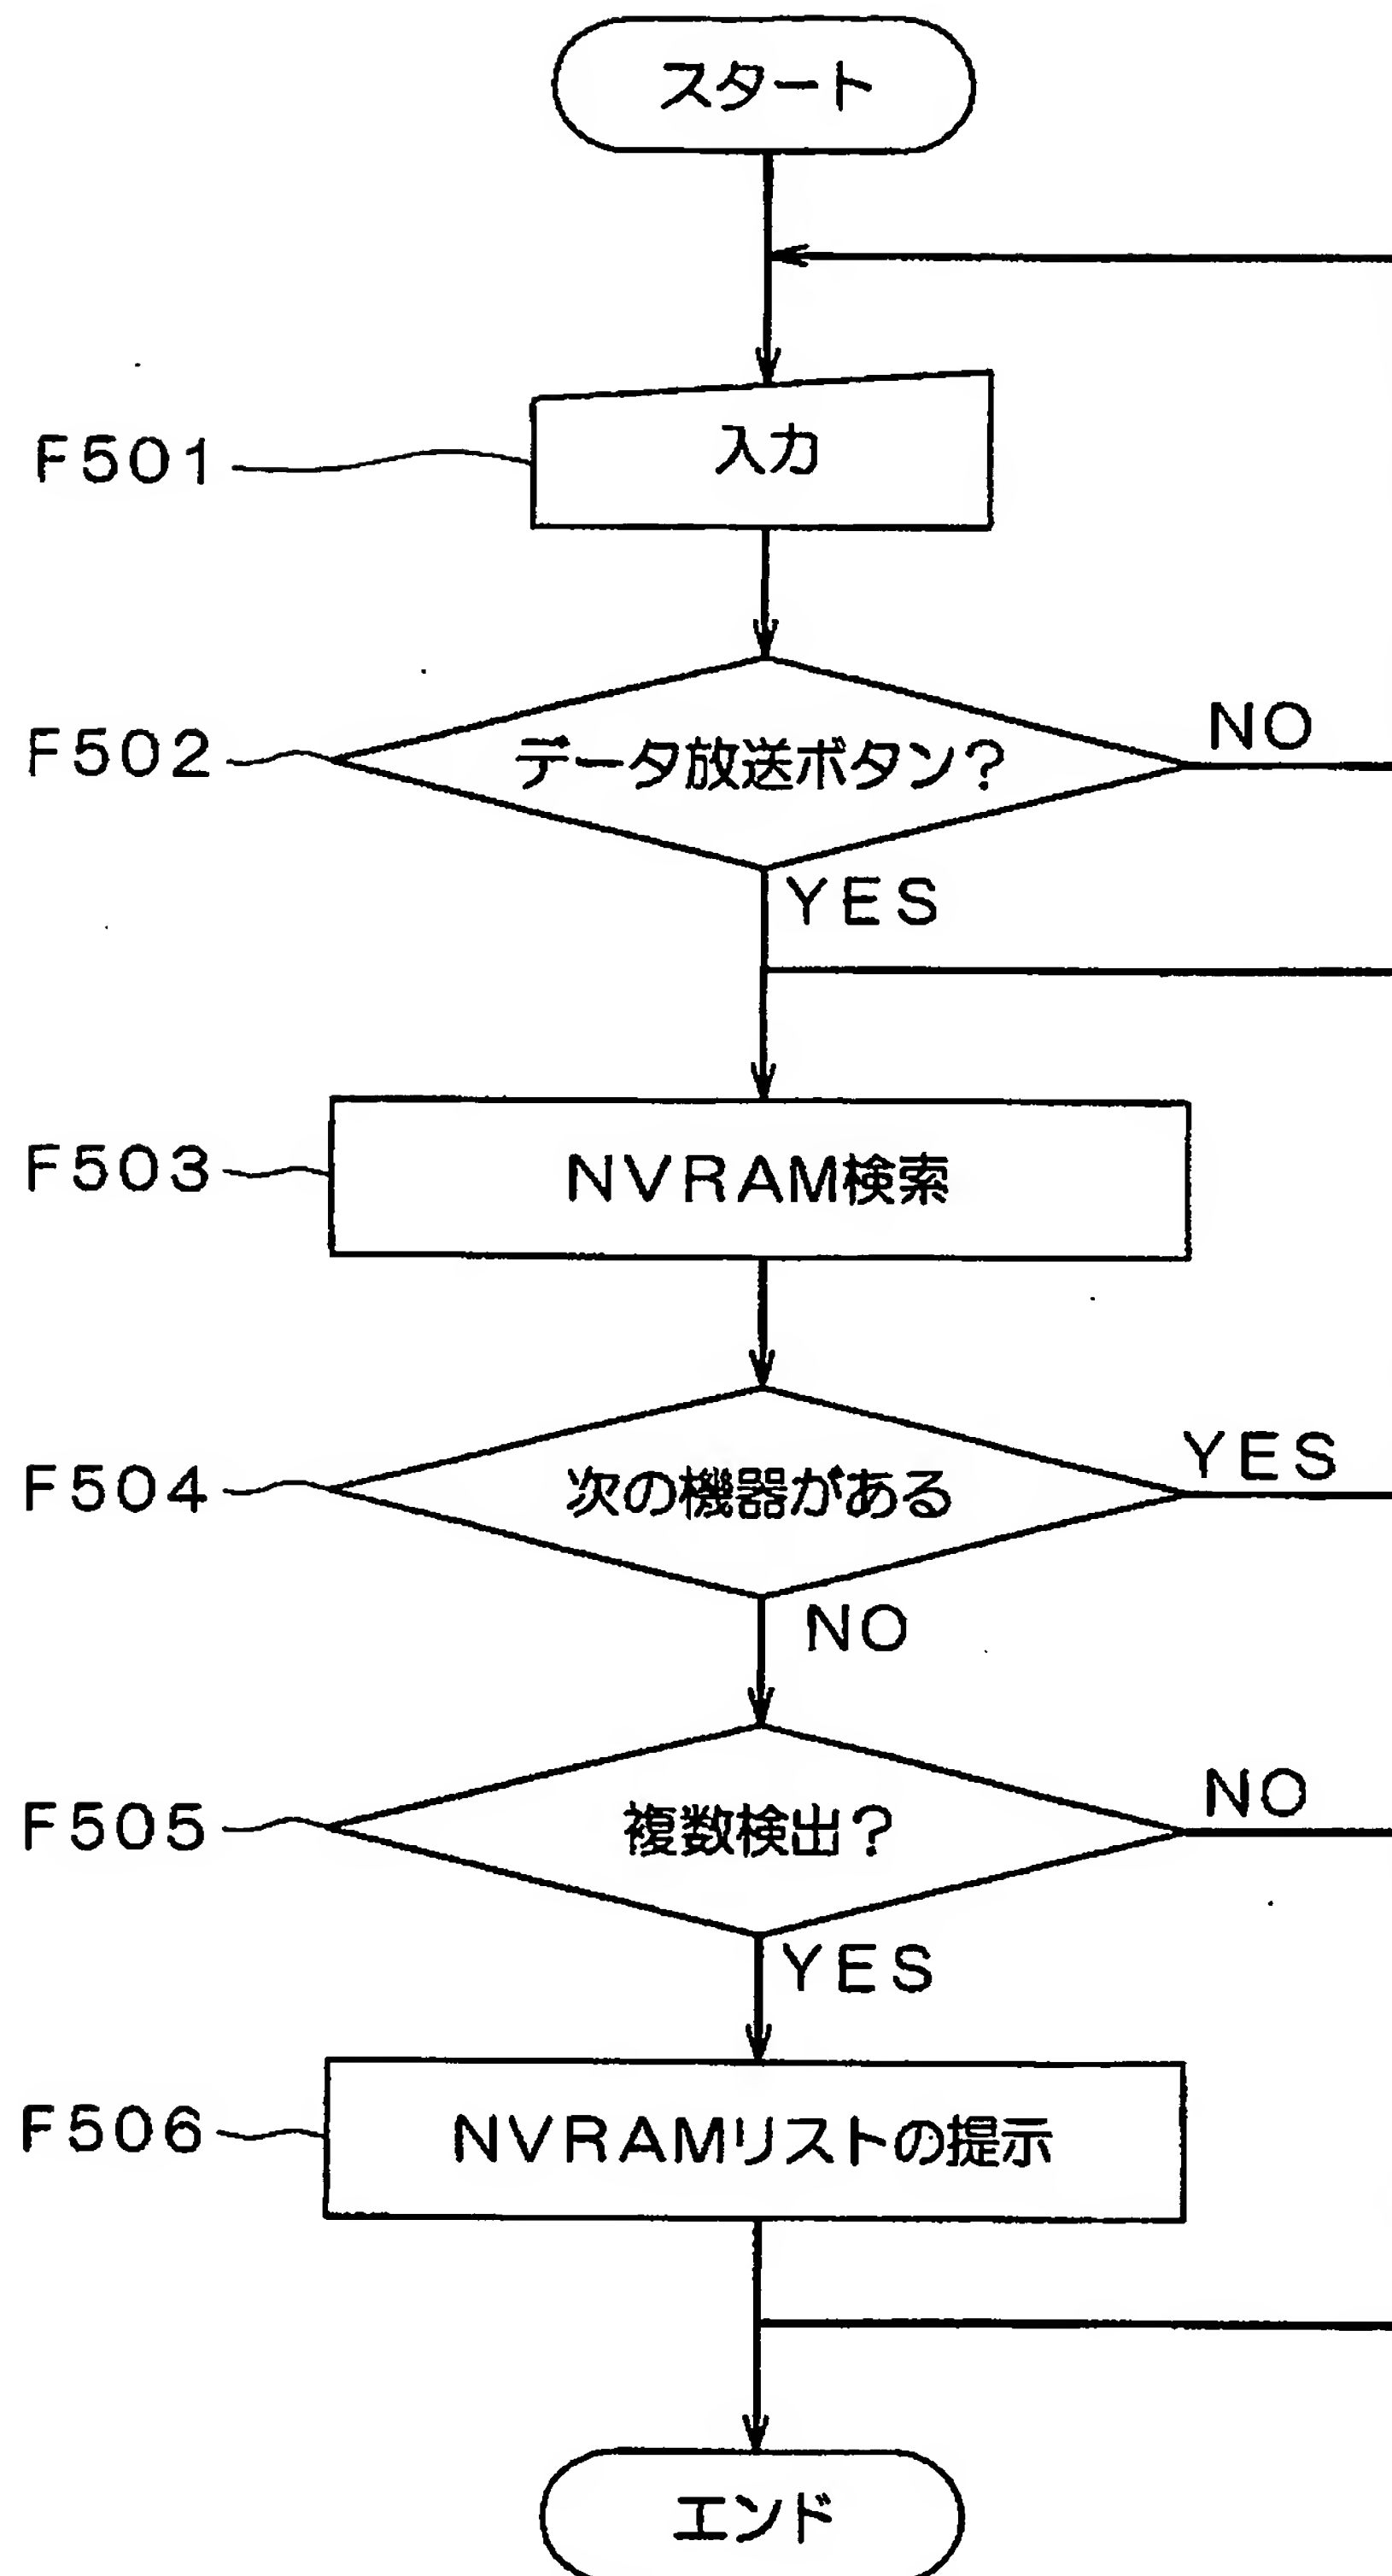 スタート
F501
入力
F502
データ放送ボタン？
NO
YES
F503
NVRAM検索
F504
次の機器がある
YES
NO
F505
複数検出？
NO
YES
F506
NVRAMリストの提示
エンド